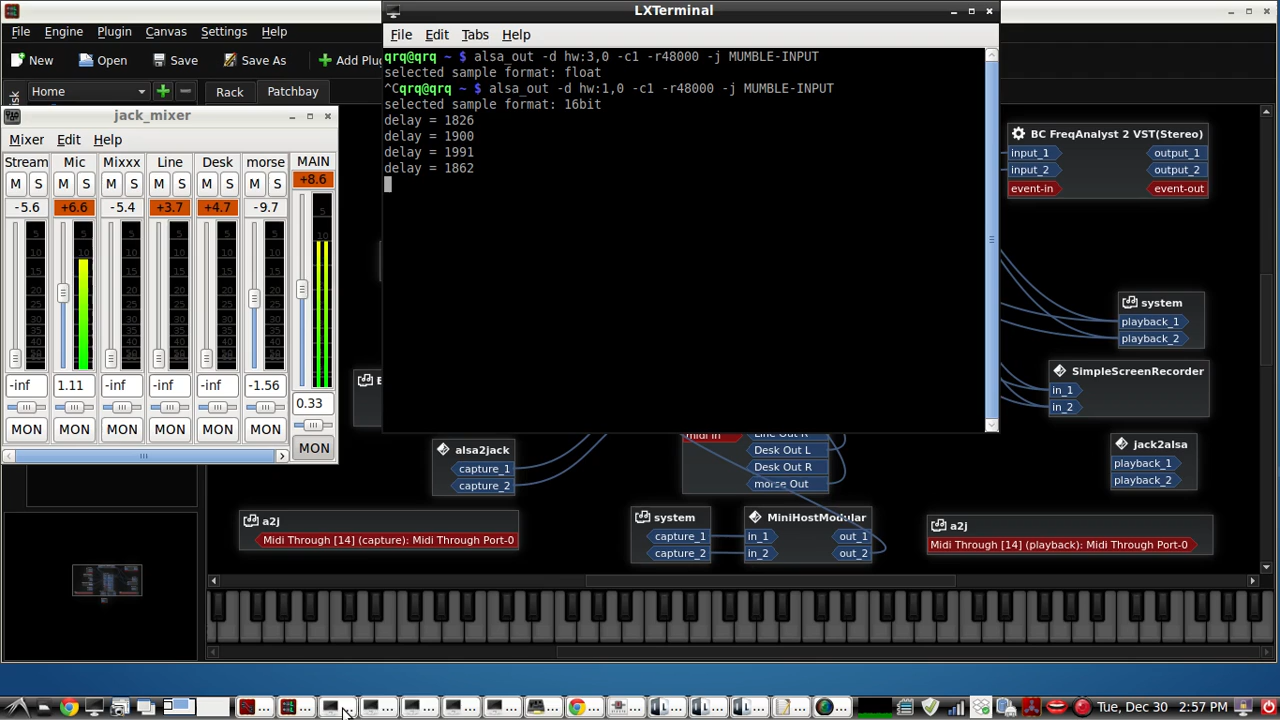 LXTerminal
File Edit Tabs Help
qrq@qrq ~ $ alsa_out -d hw:3,0 -c1 -r48000 -j MUMBLE-INPUT
selected sample format: float
^Cqrq@qrq ~ $ alsa_out -d hw:1,0 -c1 -r48000 -j MUMBLE-INPUT
selected sample format: 16bit
delay = 1826
delay = 1900
delay = 1991
delay = 1862
File Engine Plugin Canvas Settings Help
New Open Save Save As Add Plu
Disk
Home
Rack Patchbay
jack_mixer
Mixer Edit Help
Stream Mic Mixxx Line Desk morse MAIN
M S M S M S M S M S M S
+8.6
-5.6 +6.6 -5.4 +3.7 +4.7 -9.7
-inf 1.11 -inf -inf -inf -1.56
0.33
MON MON MON MON MON MON
MON
BC FreqAnalyst 2 VST(Stereo)
input_1 output_1
input_2 output_2
event-in event-out
system
playback_1
playback_2
SimpleScreenRecorder
in_1
in_2
jack2alsa
playback_1
playback_2
alsa2jack
capture_1
capture_2
midi in
Line Out R
Desk Out L
Desk Out R
morse Out
a2j
Midi Through [14] (capture): Midi Through Port-0
system
capture_1
capture_2
MiniHostModular
in_1 out_1
in_2 out_2
a2j
Midi Through [14] (playback): Midi Through Port-0
Tue, Dec 30 2:57 PM